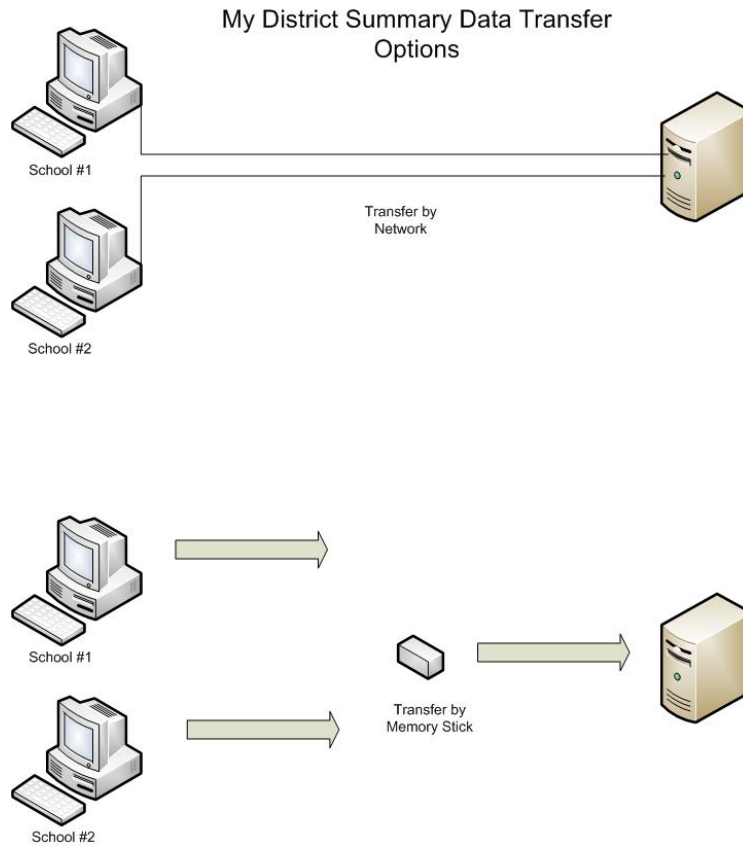 My District Summary Data Transfer
Options
School #1
Transfer by
Network
School #2
School #1
Transfer by
Memory Stick
School #2